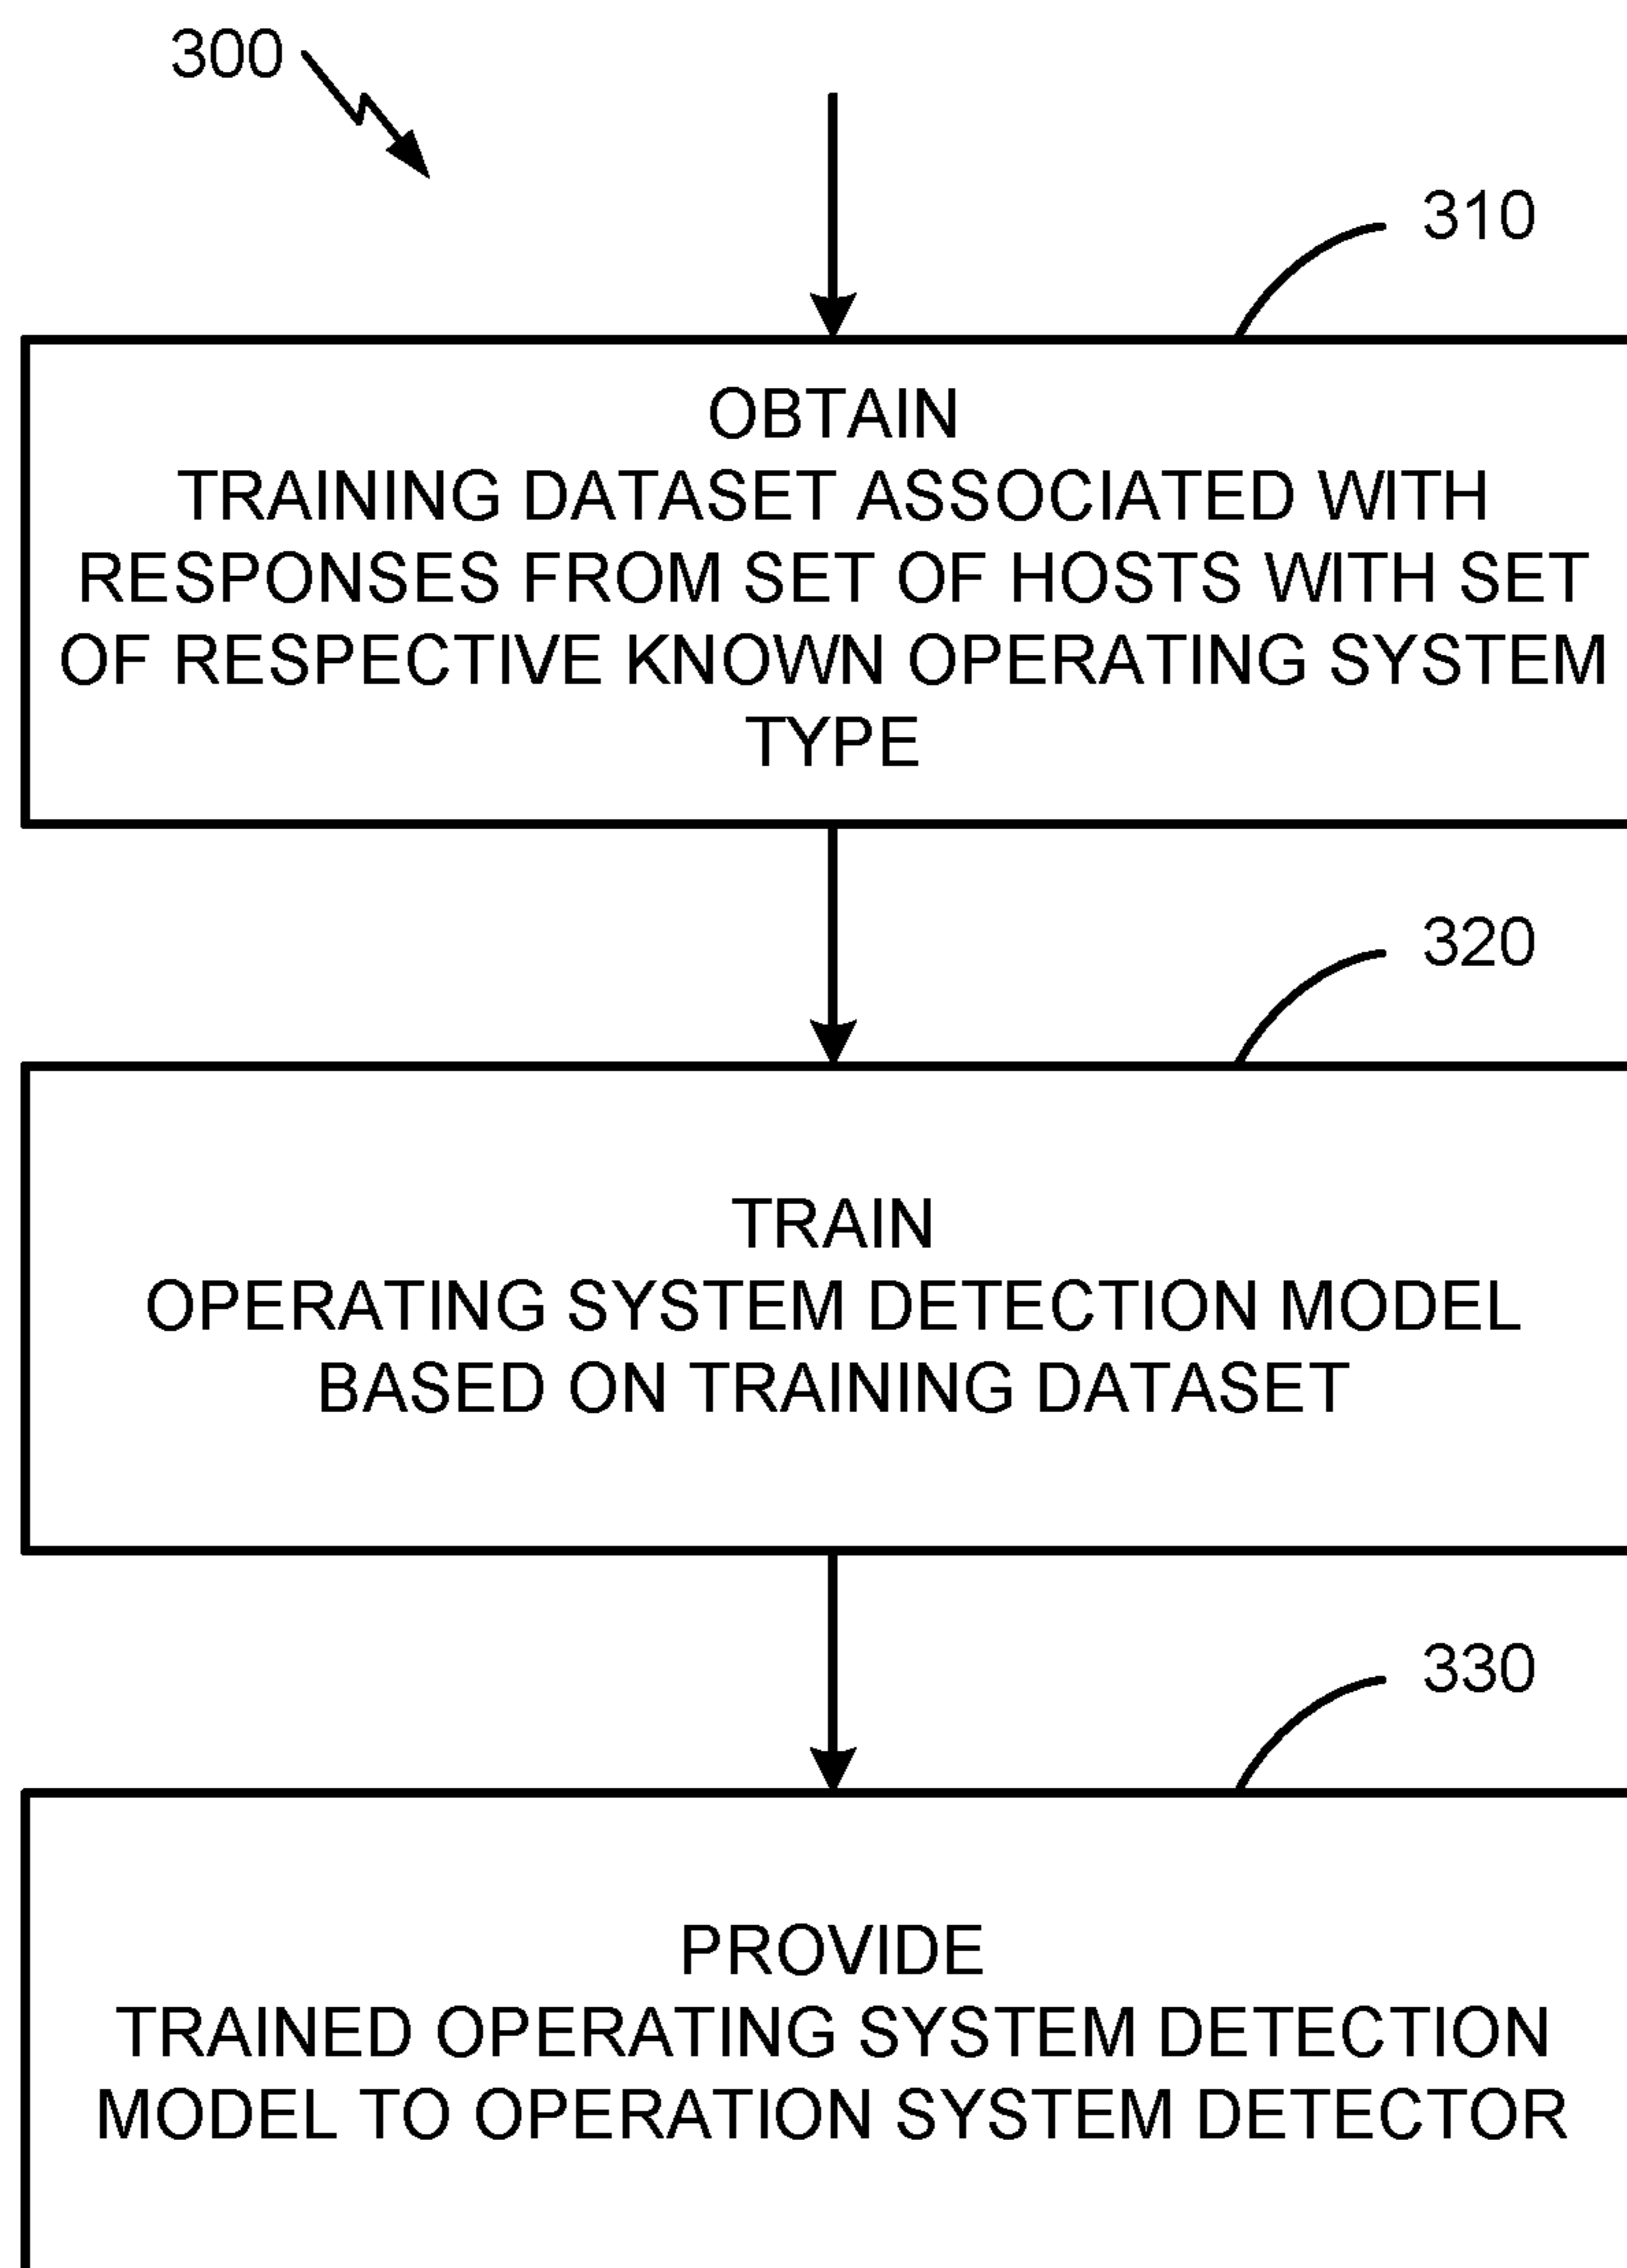 300
310
OBTAIN
TRAINING DATASET ASSOCIATED WITH
RESPONSES FROM SET OF HOSTS WITH SET
OF RESPECTIVE KNOWN OPERATING SYSTEM
TYPE
320
TRAIN
OPERATING SYSTEM DETECTION MODEL
BASED ON TRAINING DATASET
330
PROVIDE
TRAINED OPERATING SYSTEM DETECTION
MODEL TO OPERATION SYSTEM DETECTOR